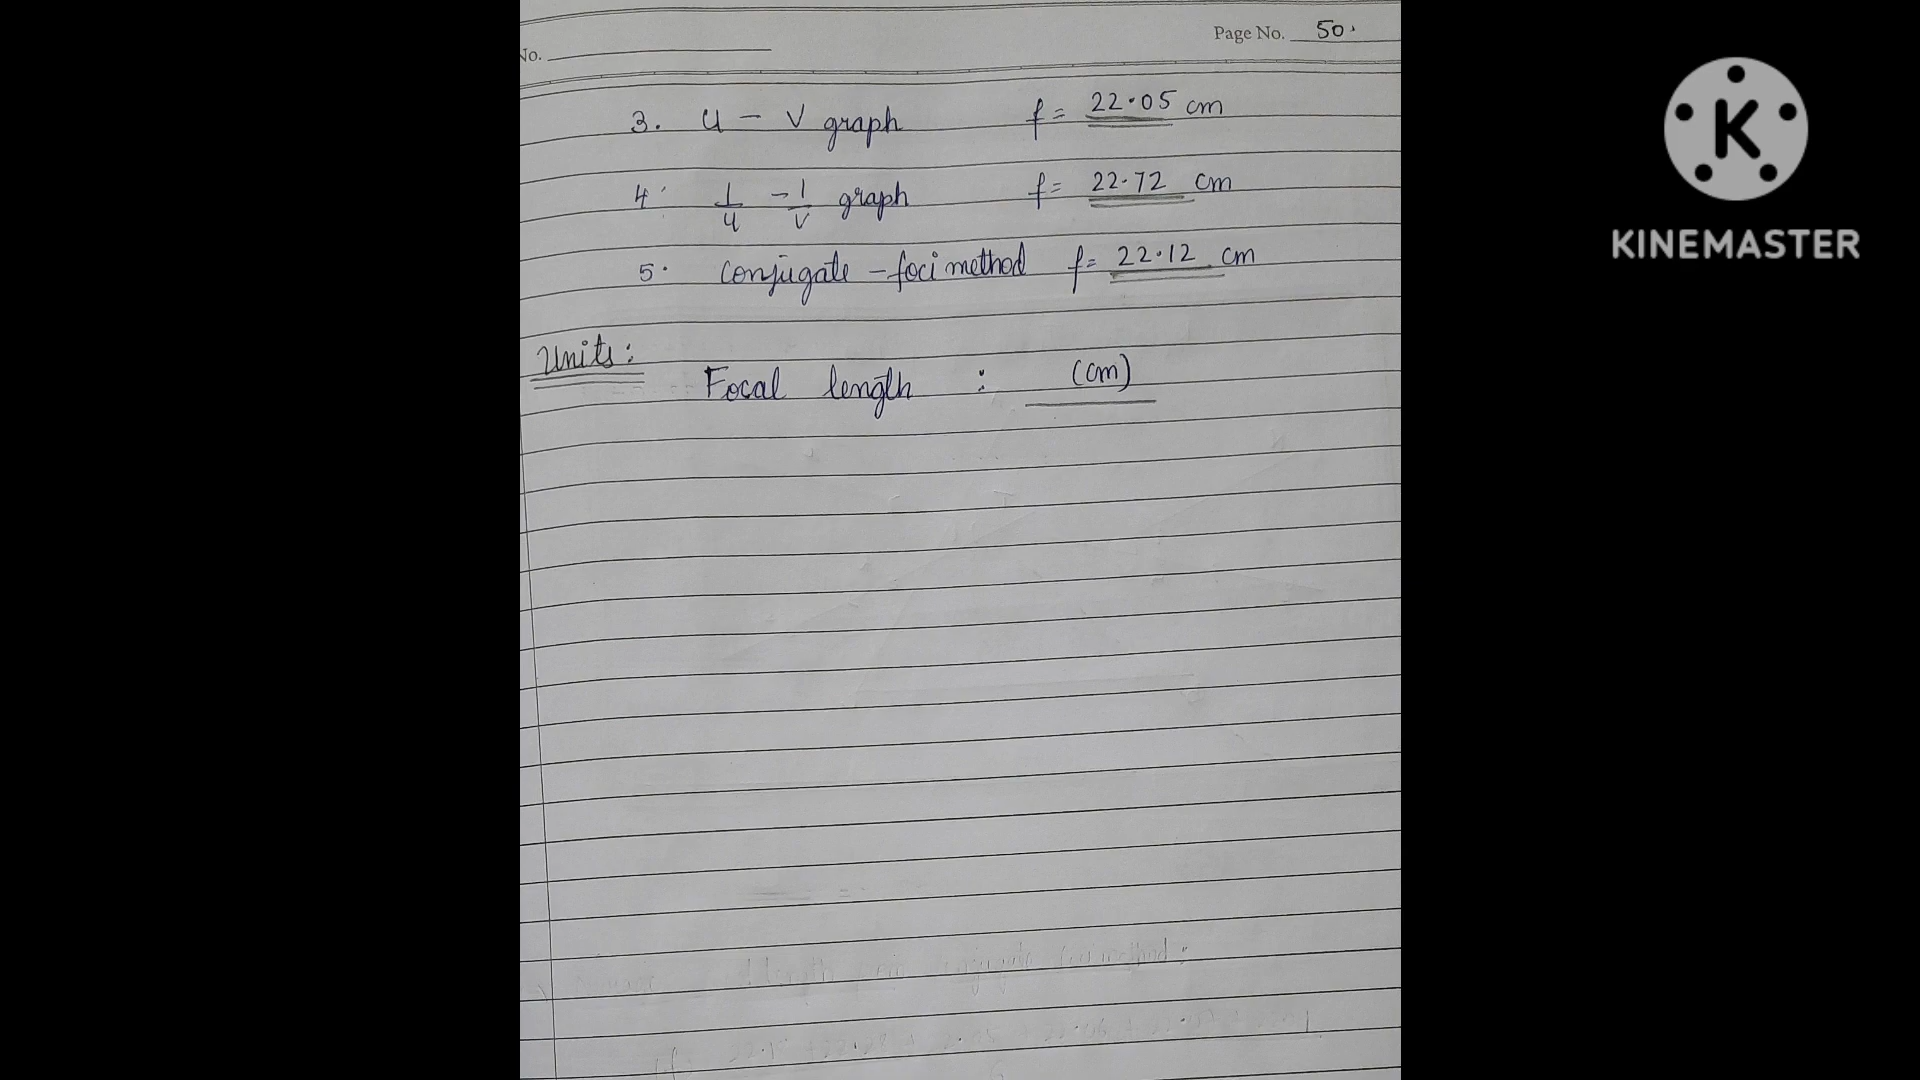 No.
Page No. 50.
3. u - v graph f = 22.05 cm
4. 1/u - 1/v graph f = 22.72 cm
5. Conjugate - foci method f = 22.12 cm
Units:
Focal length : (cm)
KINEMASTER